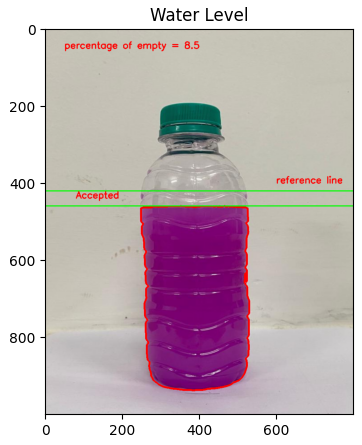 Water Level
0
percentage of empty = 8.5
200
400
reference line
Accepted
600
800
0 200 400 600